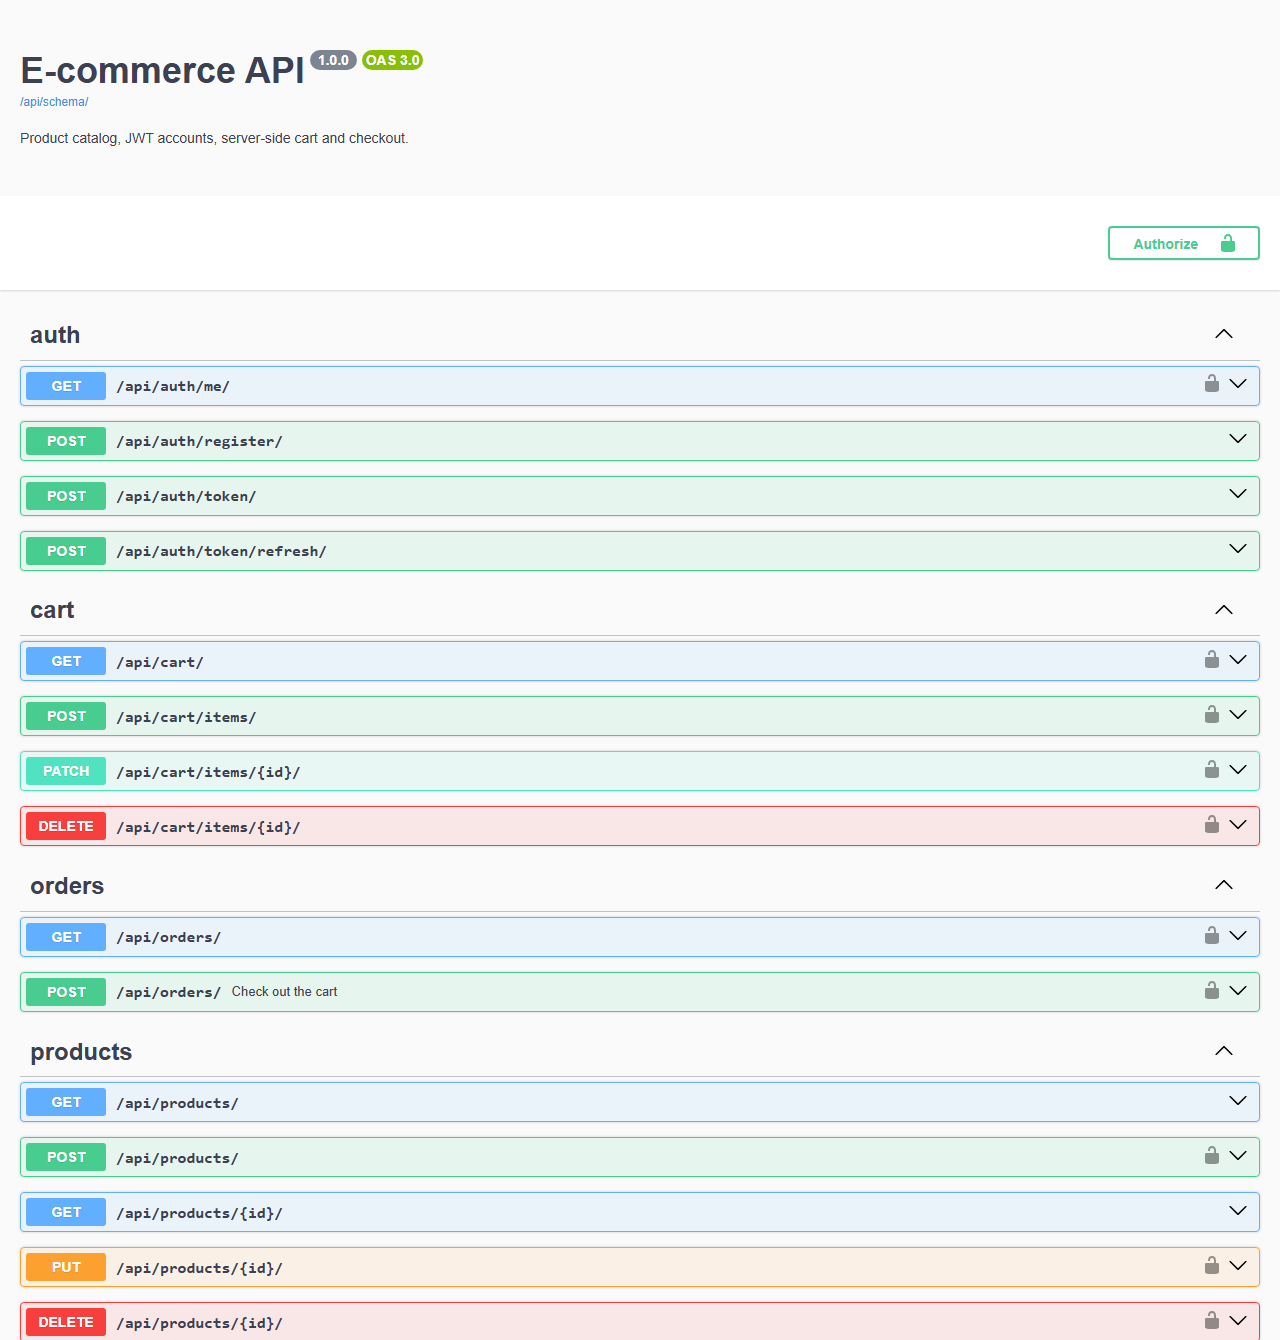 E-commerce API 1.0.0 OAS 3.0
/api/schema/
Product catalog, JWT accounts, server-side cart and checkout.
Authorize
auth
GET /api/auth/me/
POST /api/auth/register/
POST /api/auth/token/
POST /api/auth/token/refresh/
cart
GET /api/cart/
POST /api/cart/items/
PATCH /api/cart/items/{id}/
DELETE /api/cart/items/{id}/
orders
GET /api/orders/
POST /api/orders/ Check out the cart
products
GET /api/products/
POST /api/products/
GET /api/products/{id}/
PUT /api/products/{id}/
DELETE /api/products/{id}/